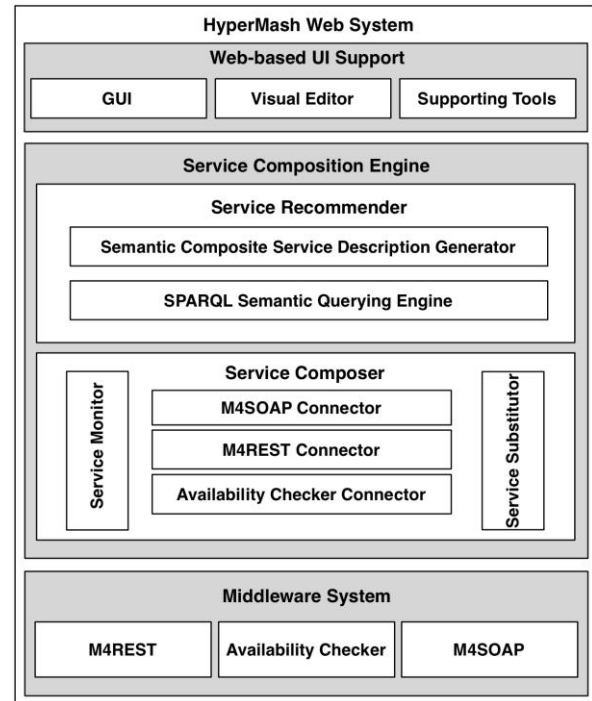 HyperMash Web System
Web-based UI Support
GUI
Visual Editor
Supporting Tools
Service Composition Engine
Service Recommender
Semantic Composite Service Description Generator
SPARQL Semantic Querying Engine
Service Composer
Service Monitor
M4SOAP Connector
M4REST Connector
Availability Checker Connector
Service Substitutor
Middleware System
M4REST
Availability Checker
M4SOAP